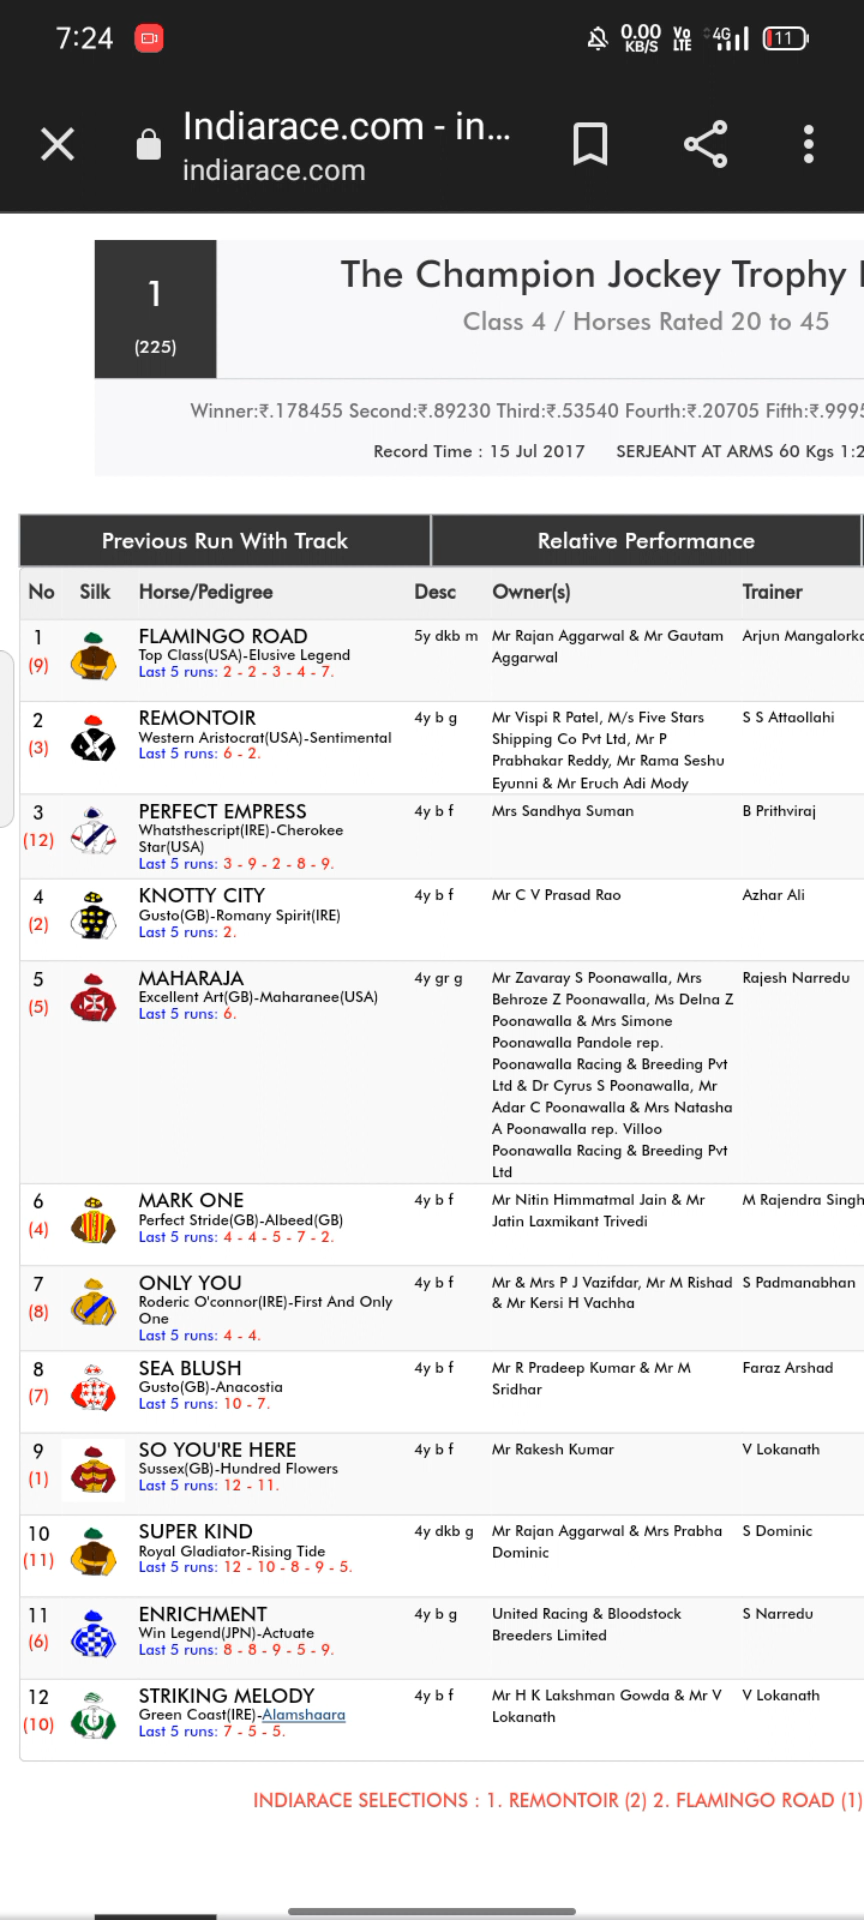 7:24
0.00 KB/S Vo LTE 4G 11
Indiarace.com - in...
indiarace.com
1
(225)
The Champion Jockey Trophy
Class 4 / Horses Rated 20 to 45
Winner:₹.178455 Second:₹.89230 Third:₹.53540 Fourth:₹.20705 Fifth:₹.9995
Record Time : 15 Jul 2017 SERJEANT AT ARMS 60 Kgs 1:2
Previous Run With Track Relative Performance
No Silk Horse/Pedigree Desc Owner(s) Trainer
1 FLAMINGO ROAD 5y dkb m Mr Rajan Aggarwal & Mr Gautam Arjun Mangalorka
(9) Top Class(USA)-Elusive Legend Aggarwal
Last 5 runs: 2 - 2 - 3 - 4 - 7.
2 REMONTOIR 4y b g Mr Vispi R Patel, M/s Five Stars S S Attaollahi
(3) Western Aristocrat(USA)-Sentimental Shipping Co Pvt Ltd, Mr P
Last 5 runs: 6 - 2. Prabhakar Reddy, Mr Rama Seshu
Eyunni & Mr Eruch Adi Mody
3 PERFECT EMPRESS 4y b f Mrs Sandhya Suman B Prithviraj
(12) Whatsthescript(IRE)-Cherokee
Star(USA)
Last 5 runs: 3 - 9 - 2 - 8 - 9.
4 KNOTTY CITY 4y b f Mr C V Prasad Rao Azhar Ali
(2) Gusto(GB)-Romany Spirit(IRE)
Last 5 runs: 2.
5 MAHARAJA 4y gr g Mr Zavaray S Poonawalla, Mrs Rajesh Narredu
(5) Excellent Art(GB)-Maharanee(USA) Behroze Z Poonawalla, Ms Delna Z
Last 5 runs: 6. Poonawalla & Mrs Simone
Poonawalla Pandole rep.
Poonawalla Racing & Breeding Pvt
Ltd & Dr Cyrus S Poonawalla, Mr
Adar C Poonawalla & Mrs Natasha
A Poonawalla rep. Villoo
Poonawalla Racing & Breeding Pvt
Ltd
6 MARK ONE 4y b f Mr Nitin Himmatmal Jain & Mr M Rajendra Singh
(4) Perfect Stride(GB)-Albeed(GB) Jatin Laxmikant Trivedi
Last 5 runs: 4 - 4 - 5 - 7 - 2.
7 ONLY YOU 4y b f Mr & Mrs P J Vazifdar, Mr M Rishad S Padmanabhan
(8) Roderic O'connor(IRE)-First And Only & Mr Kersi H Vachha
One
Last 5 runs: 4 - 4.
8 SEA BLUSH 4y b f Mr R Pradeep Kumar & Mr M Faraz Arshad
(7) Gusto(GB)-Anacostia Sridhar
Last 5 runs: 10 - 7.
9 SO YOU'RE HERE 4y b f Mr Rakesh Kumar V Lokanath
(1) Sussex(GB)-Hundred Flowers
Last 5 runs: 12 - 11.
10 SUPER KIND 4y dkb g Mr Rajan Aggarwal & Mrs Prabha S Dominic
(11) Royal Gladiator-Rising Tide Dominic
Last 5 runs: 12 - 10 - 8 - 9 - 5.
11 ENRICHMENT 4y b g United Racing & Bloodstock S Narredu
(6) Win Legend(JPN)-Actuate Breeders Limited
Last 5 runs: 8 - 8 - 9 - 5 - 9.
12 STRIKING MELODY 4y b f Mr H K Lakshman Gowda & Mr V V Lokanath
(10) Green Coast(IRE)-Alamshaara Lokanath
Last 5 runs: 7 - 5 - 5.
INDIARACE SELECTIONS : 1. REMONTOIR (2) 2. FLAMINGO ROAD (1)